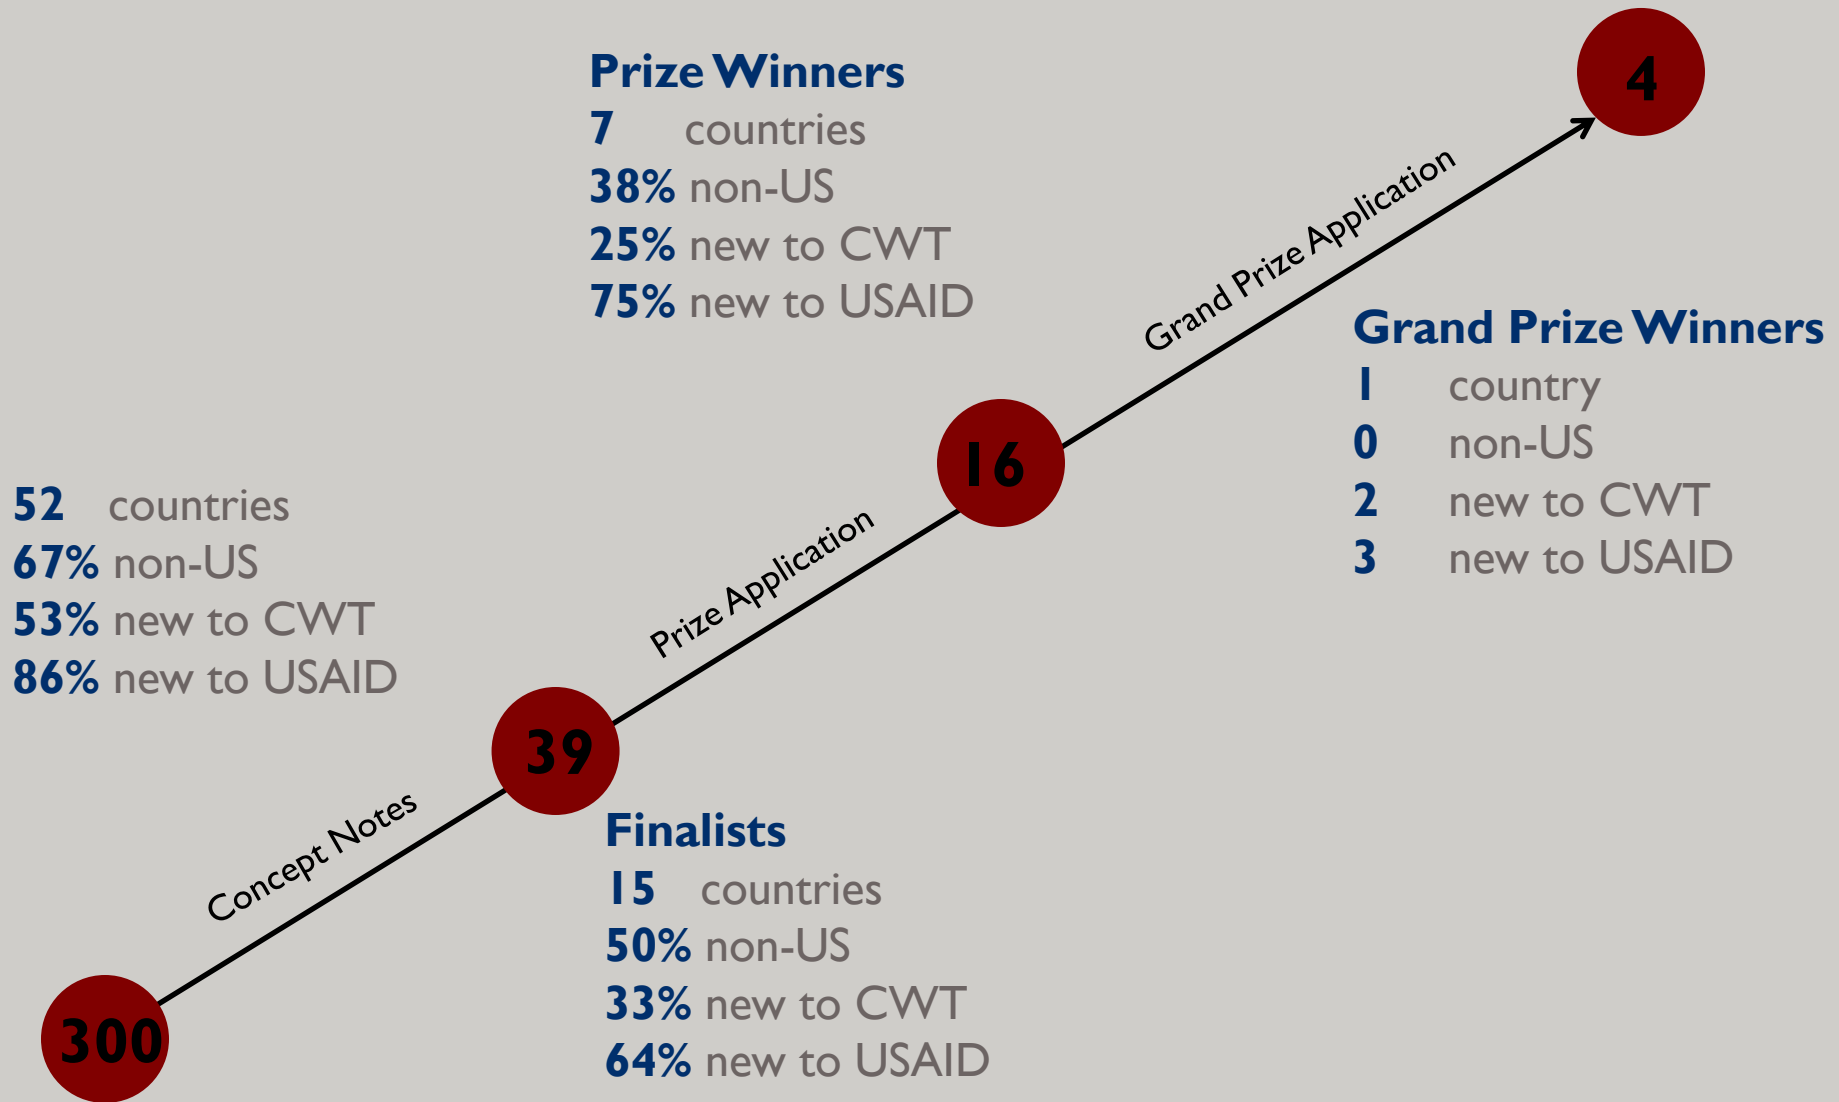 Prize Winners
7 countries
38% non-US
25% new to CWT
75% new to USAID
4
Grand Prize Application
Grand Prize Winners
1 country
0 non-US
2 new to CWT
3 new to USAID
16
52 countries
67% non-US
53% new to CWT
86% new to USAID
Prize Application
39
Finalists
15 countries
50% non-US
33% new to CWT
64% new to USAID
Concept Notes
300